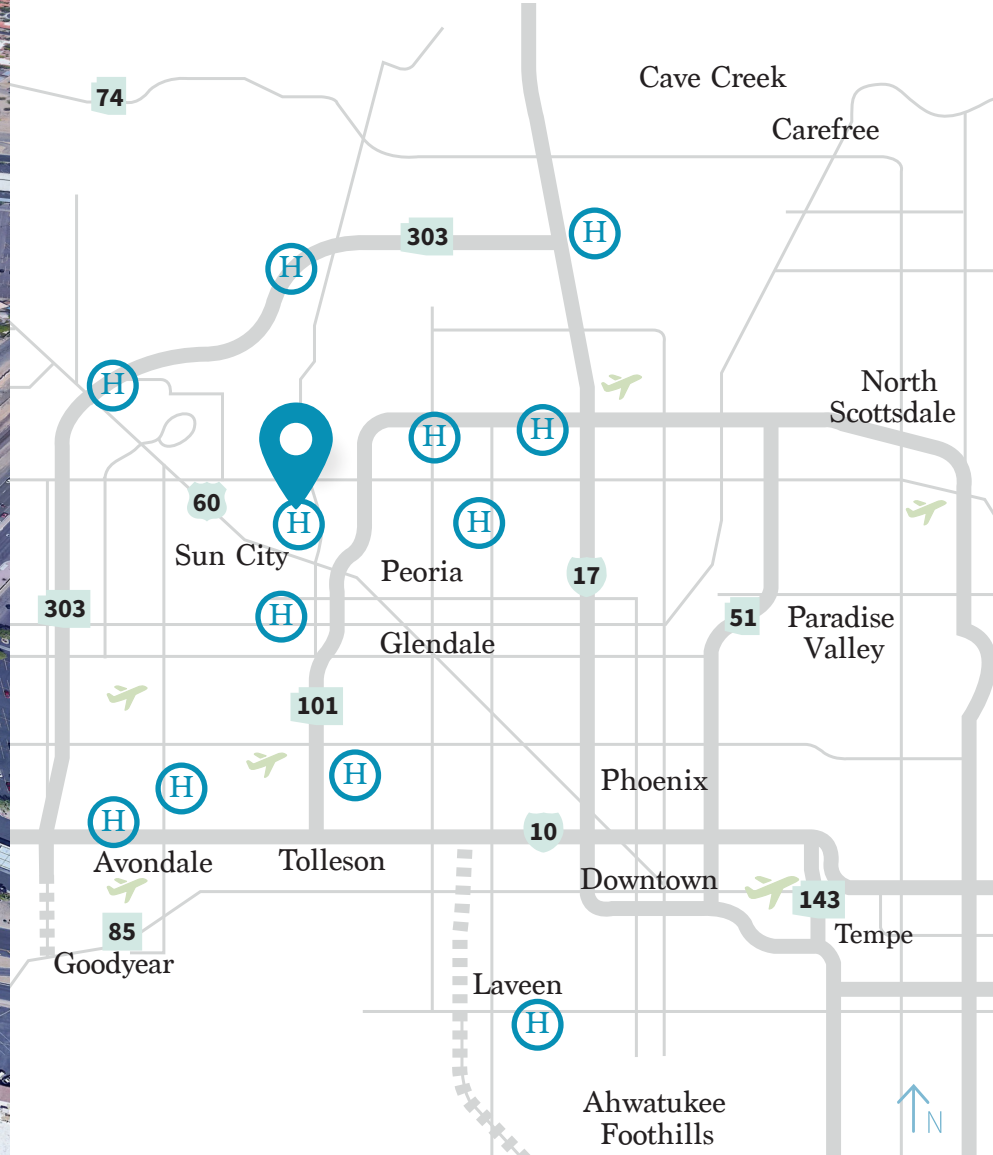 Cave Creek
74
Carefree
H
303
H
H
North
Scottsdale
H
H
60
H
H
Sun City
Peoria
17
303
H
51
Paradise
Valley
Glendale
101
H
Phoenix
H
H
10
Avondale
Tolleson
Downtown
143
85
Tempe
Goodyear
Laveen
H
Ahwatukee
Foothills
N